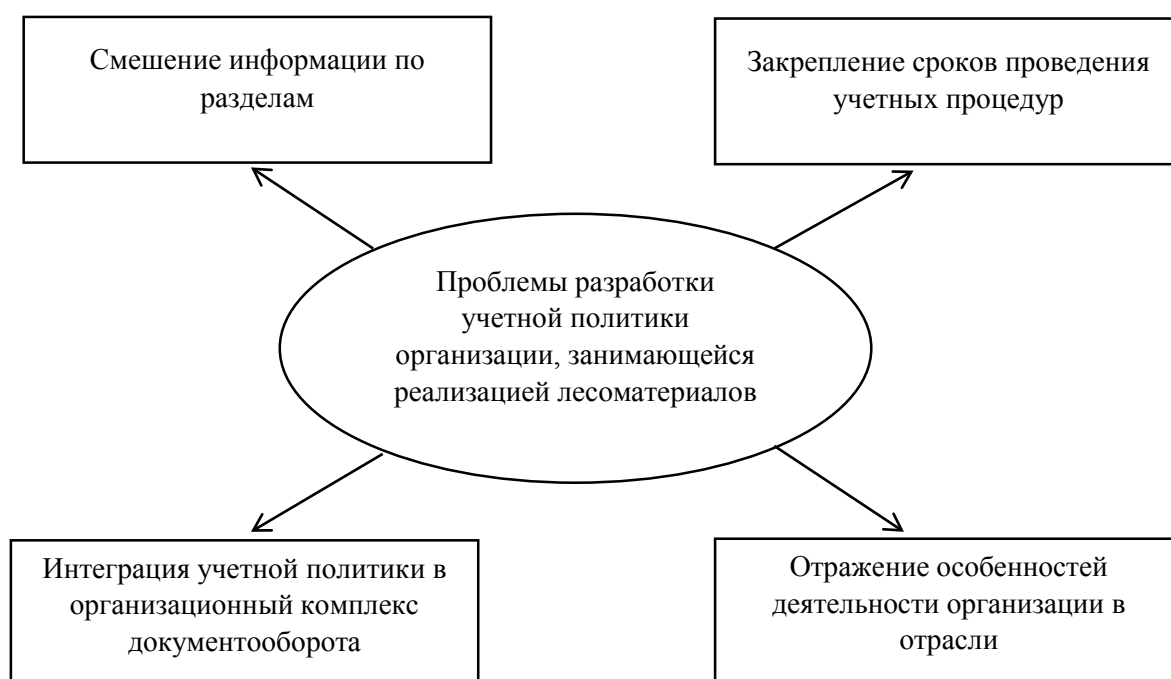 Смешение информации по
разделам
Закрепление сроков проведения
учетных процедур
Проблемы разработки
учетной политики
организации, занимающейся
реализацией лесоматериалов
Интеграция учетной политики в
организационный комплекс
документооборота
Отражение особенностей
деятельности организации в
отрасли